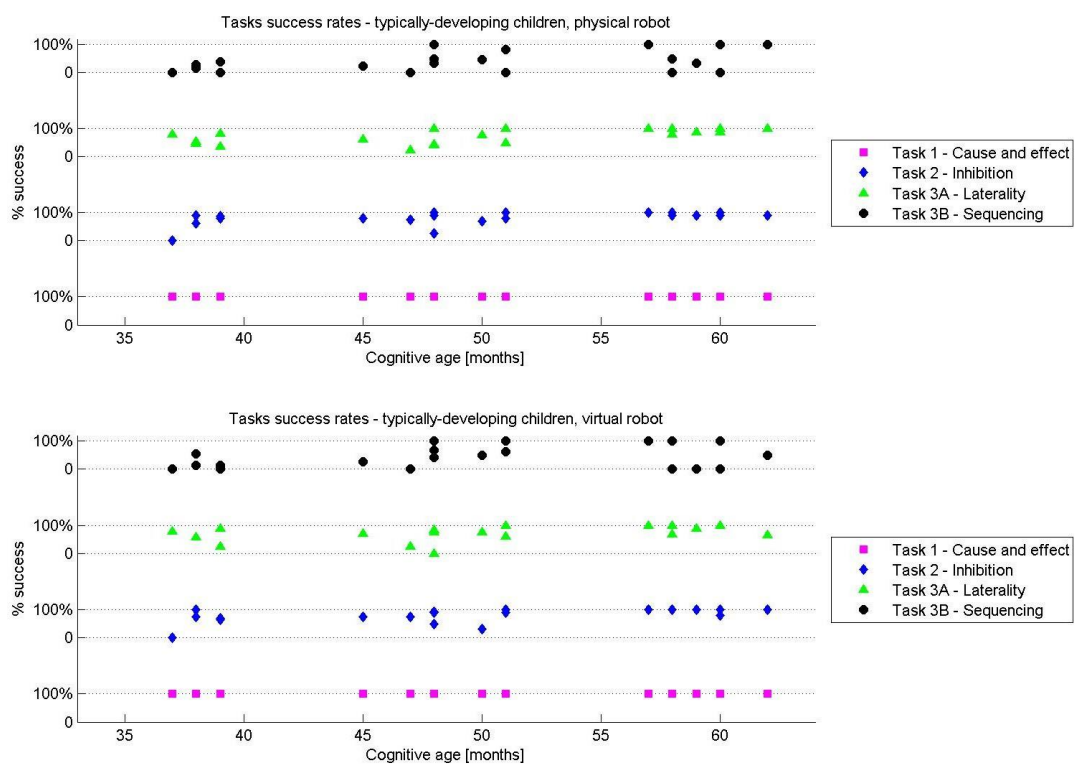 Tasks success rates - typically-developing children, physical robot
100%
0
100%
0
100%
0
100%
0
% success
35 40 45 50 55 60
Cognitive age [months]
Task 1 - Cause and effect
Task 2 - Inhibition
Task 3A - Laterality
Task 3B - Sequencing
Tasks success rates - typically-developing children, virtual robot
100%
0
100%
0
100%
0
100%
0
% success
35 40 45 50 55 60
Cognitive age [months]
Task 1 - Cause and effect
Task 2 - Inhibition
Task 3A - Laterality
Task 3B - Sequencing